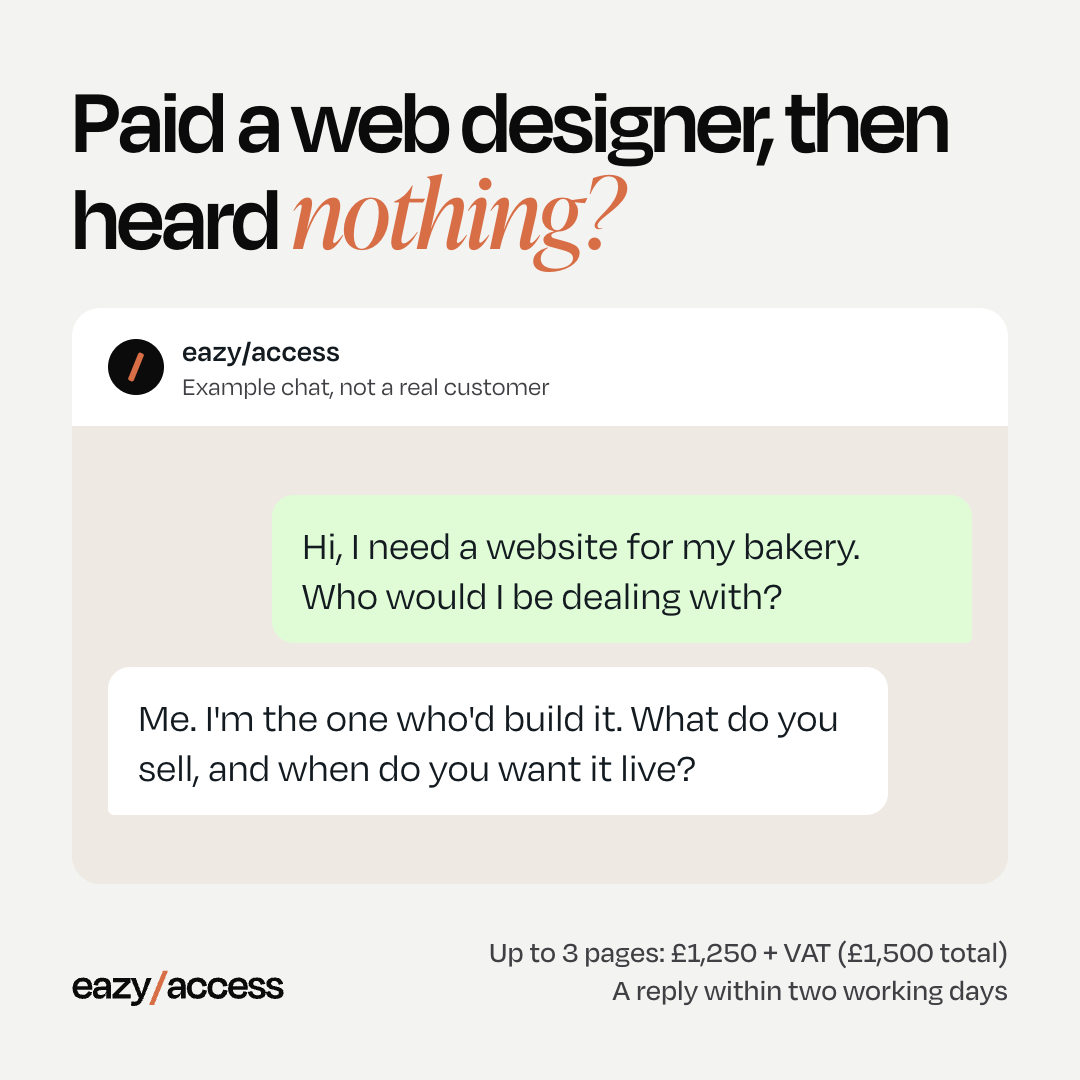 Paid a web designer, then
heard nothing?
eazy/access
Example chat, not a real customer
Hi, I need a website for my bakery.
Who would I be dealing with?
Me. I'm the one who'd build it. What do you
sell, and when do you want it live?
Up to 3 pages: £1,250 + VAT (£1,500 total)
eazy/access
A reply within two working days